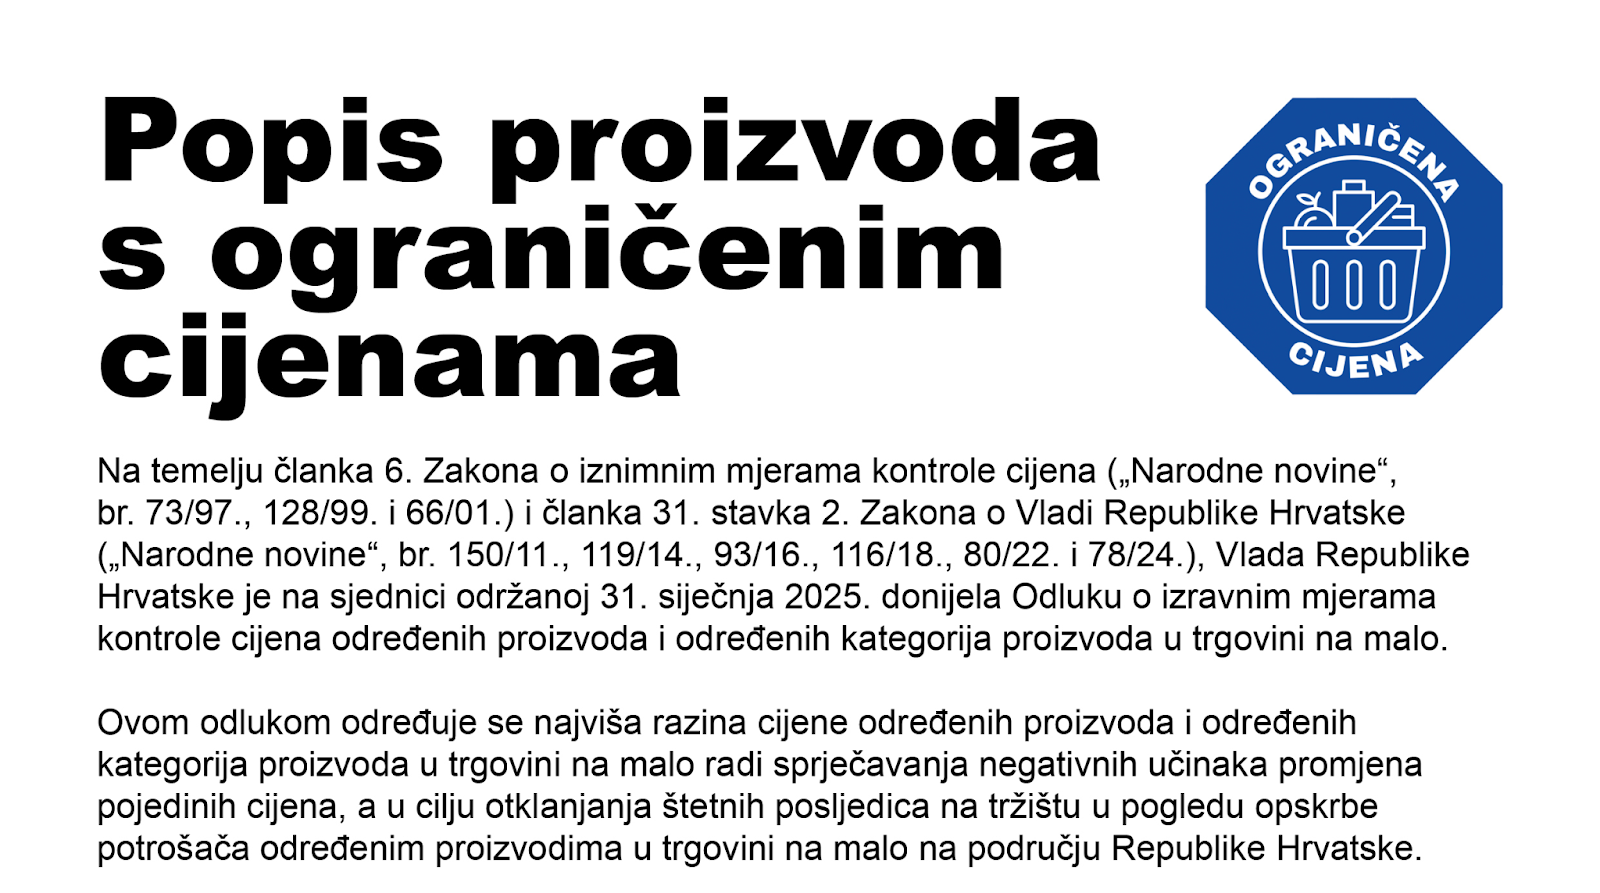 Popis proizvoda
s ograničenim
cijenama
OGRANIČENA
CIJENA
Na temelju članka 6. Zakona o iznimnim mjerama kontrole cijena („Narodne novine“,
br. 73/97., 128/99. i 66/01.) i članka 31. stavka 2. Zakona o Vladi Republike Hrvatske
(„Narodne novine“, br. 150/11., 119/14., 93/16., 116/18., 80/22. i 78/24.), Vlada Republike
Hrvatske je na sjednici održanoj 31. siječnja 2025. donijela Odluku o izravnim mjerama
kontrole cijena određenih proizvoda i određenih kategorija proizvoda u trgovini na malo.
Ovom odlukom određuje se najviša razina cijene određenih proizvoda i određenih
kategorija proizvoda u trgovini na malo radi sprječavanja negativnih učinaka promjena
pojedinih cijena, a u cilju otklanjanja štetnih posljedica na tržištu u pogledu opskrbe
potrošača određenim proizvodima u trgovini na malo na području Republike Hrvatske.